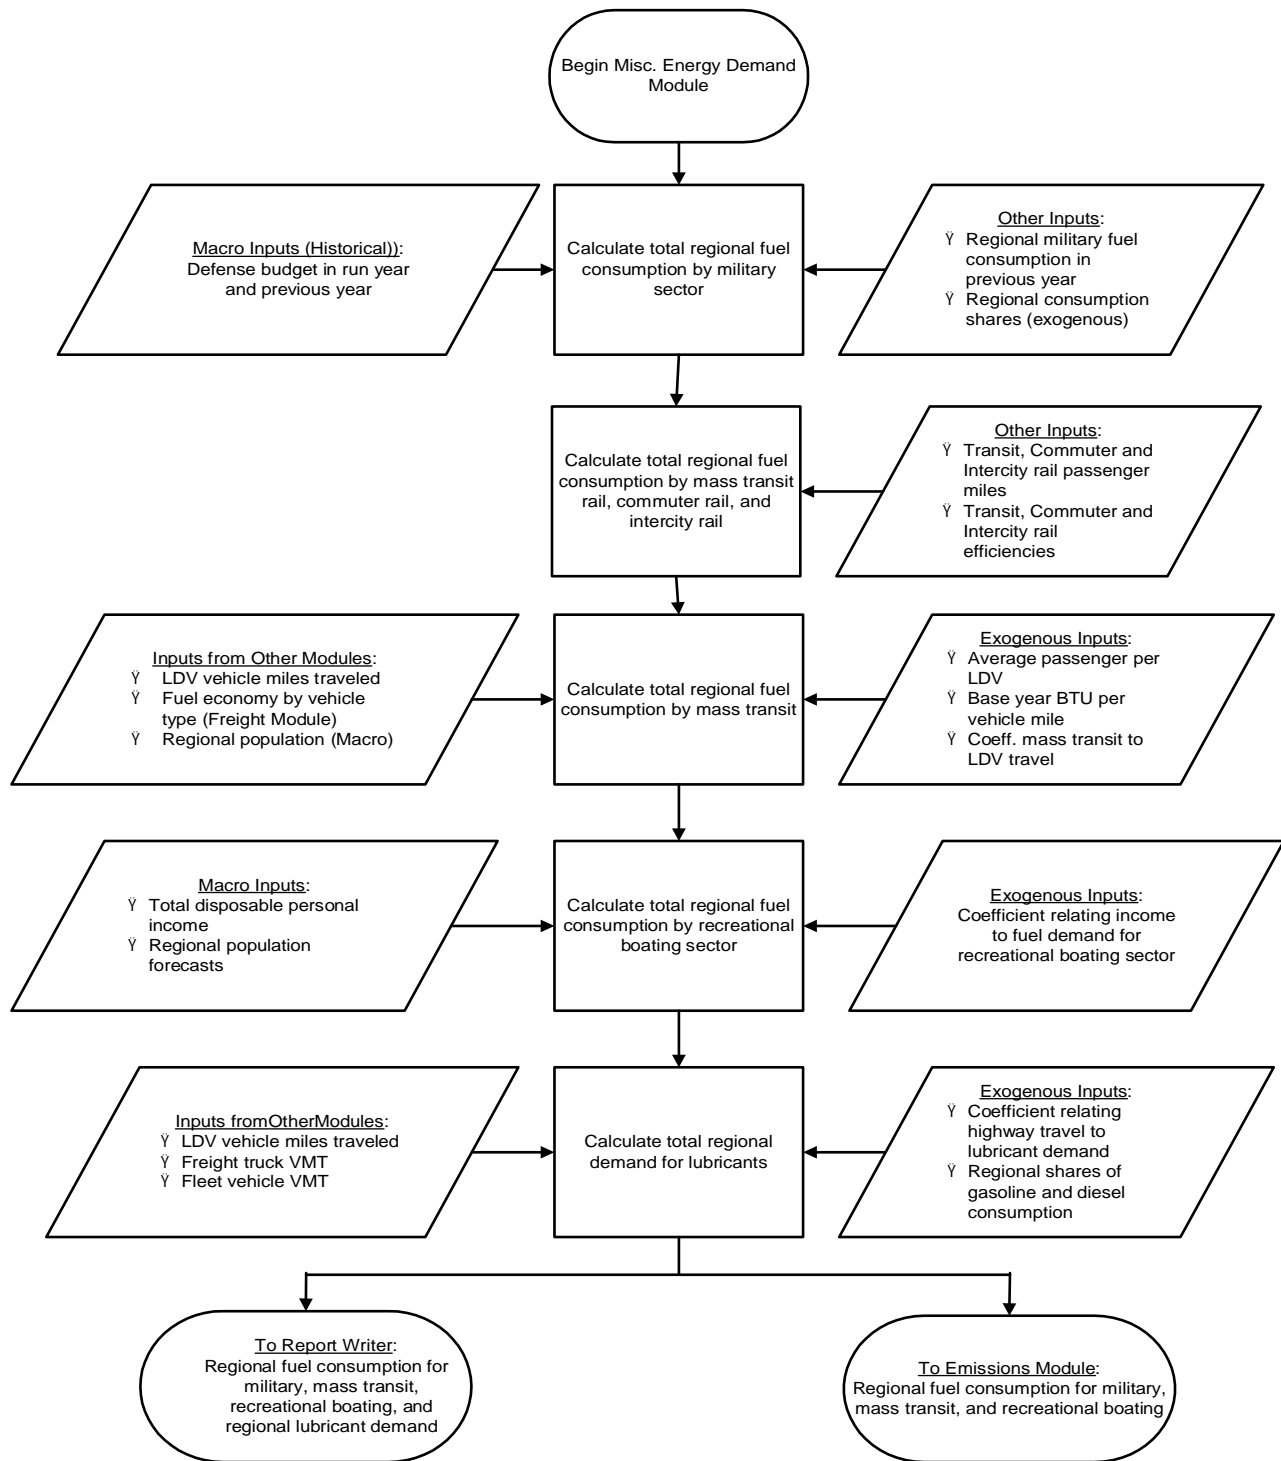 Begin Misc. Energy Demand
Module
Macro Inputs (Historical)):
Defense budget in run year
and previous year
Calculate total regional fuel
consumption by military
sector
Other Inputs:
Ÿ Regional military fuel
consumption in
previous year
Ÿ Regional consumption
shares (exogenous)
Calculate total regional fuel
consumption by mass transit
rail, commuter rail, and
intercity rail
Other Inputs:
Ÿ Transit, Commuter and
Intercity rail passenger
miles
Ÿ Transit, Commuter and
Intercity rail
efficiencies
Inputs from Other Modules:
Ÿ LDV vehicle miles traveled
Ÿ Fuel economy by vehicle
type (Freight Module)
Ÿ Regional population (Macro)
Calculate total regional fuel
consumption by mass transit
Exogenous Inputs:
Ÿ Average passenger per
LDV
Ÿ Base year BTU per
vehicle mile
Ÿ Coeff. mass transit to
LDV travel
Macro Inputs:
Ÿ Total disposable personal
income
Ÿ Regional population
forecasts
Calculate total regional fuel
consumption by recreational
boating sector
Exogenous Inputs:
Coefficient relating income
to fuel demand for
recreational boating sector
Inputs fromOtherModules:
Ÿ LDV vehicle miles traveled
Ÿ Freight truck VMT
Ÿ Fleet vehicle VMT
Calculate total regional
demand for lubricants
Exogenous Inputs:
Ÿ Coefficient relating
highway travel to
lubricant demand
Ÿ Regional shares of
gasoline and diesel
consumption
To Report Writer:
Regional fuel consumption for
military, mass transit,
recreational boating, and
regional lubricant demand
To Emissions Module:
Regional fuel consumption for military,
mass transit, and recreational boating